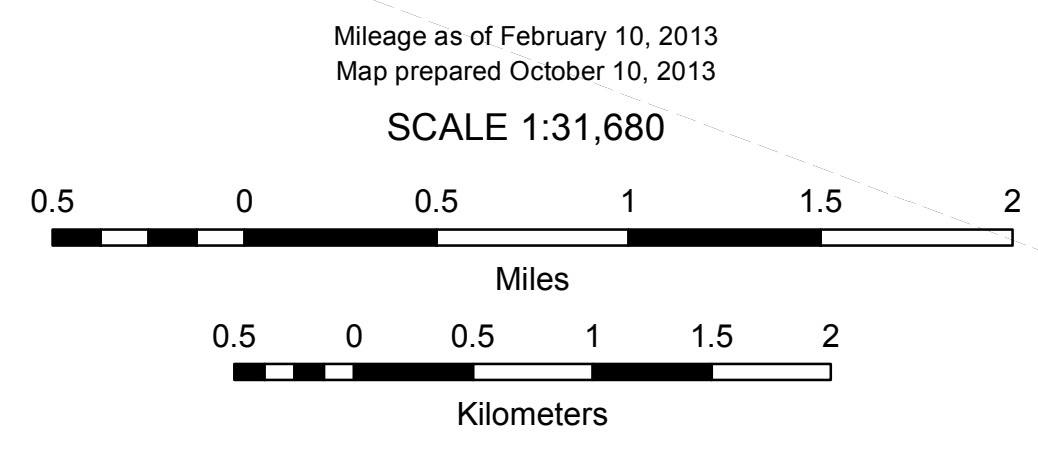 Mileage as of February 10, 2013
Map prepared October 10, 2013
SCALE 1:31,680
0.5 0 0.5 1 1.5 2
Miles
0.5 0 0.5 1 1.5 2
Kilometers